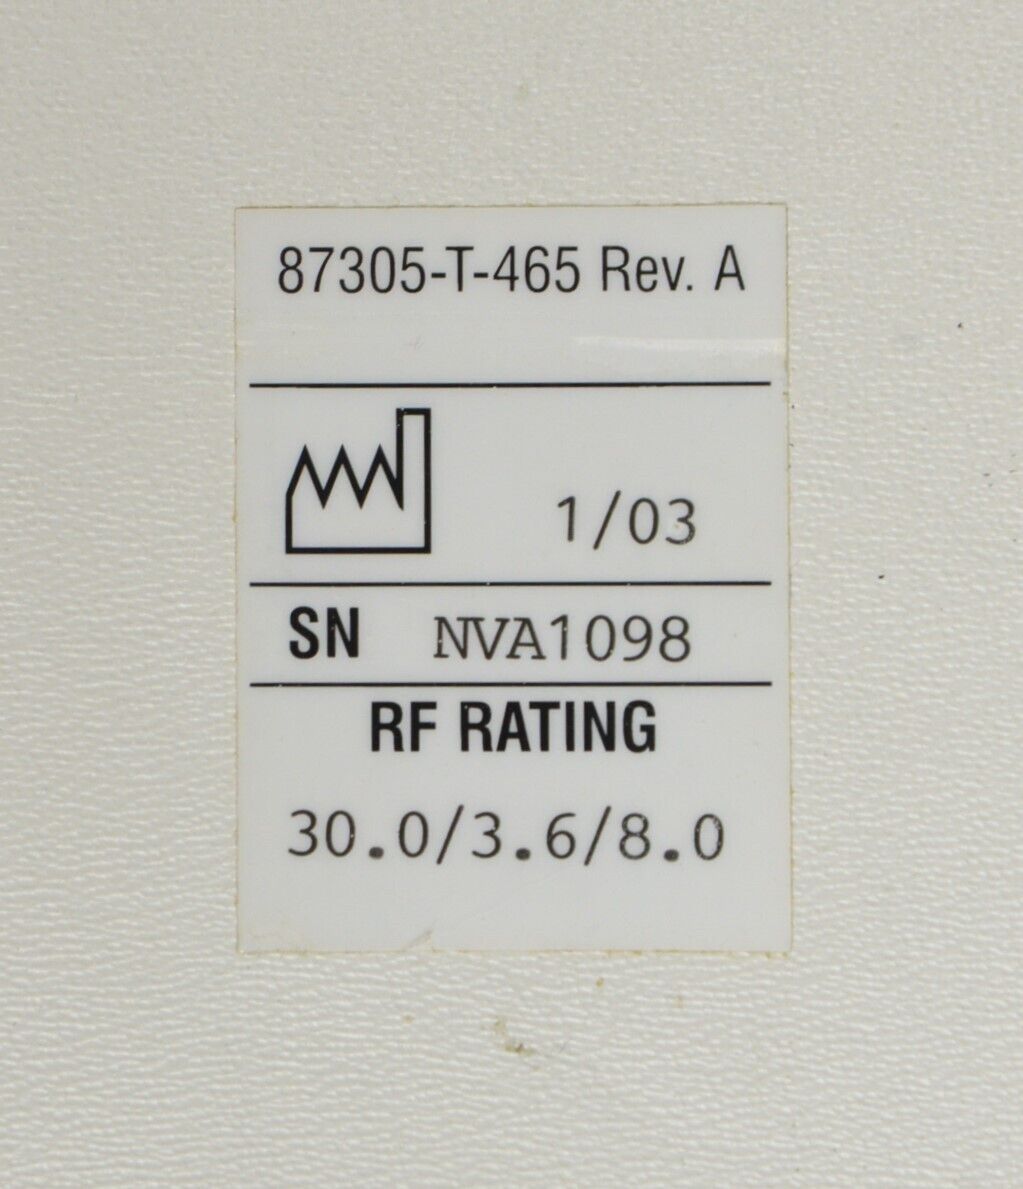 87305-T-465 Rev. A
1/03
SN NVA1098
RF RATING
30.0/3.6/8.0